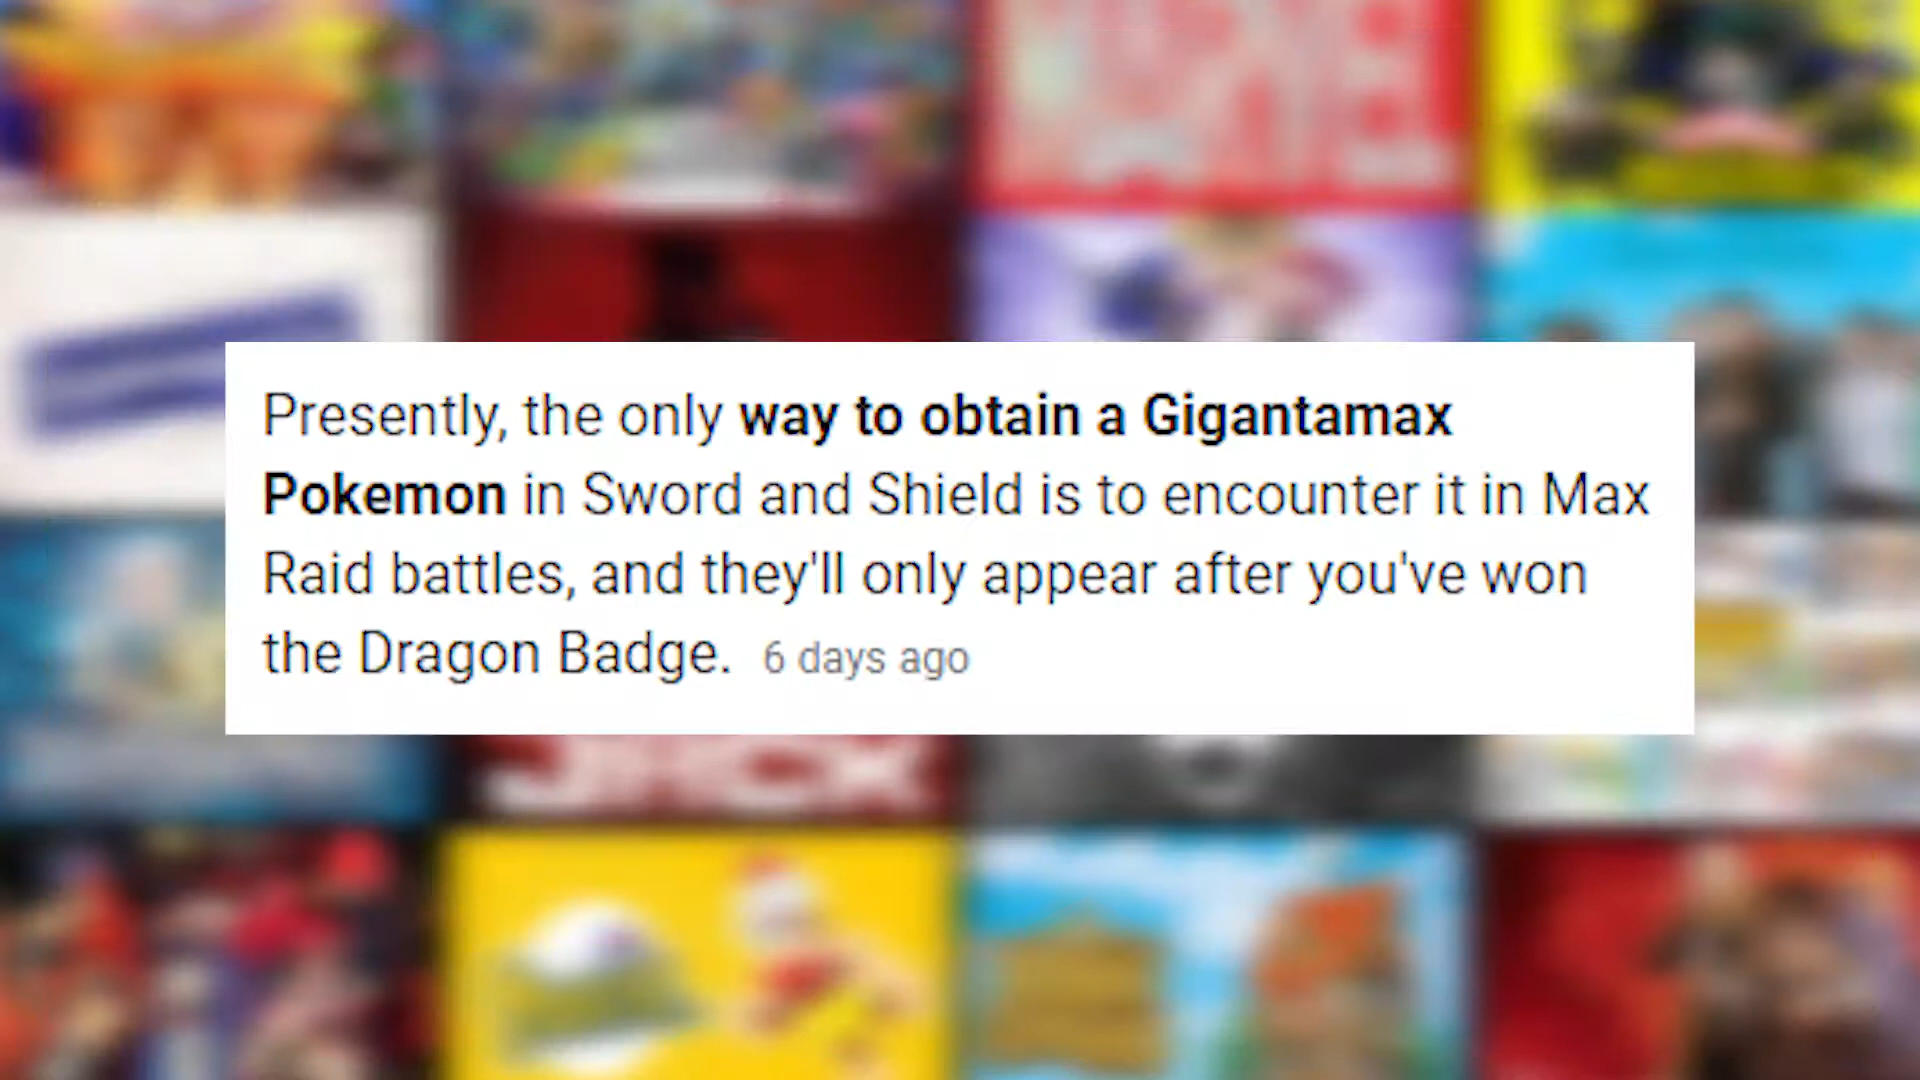 Presently, the only way to obtain a Gigantamax
Pokemon in Sword and Shield is to encounter it in Max
Raid battles, and they'll only appear after you've won
the Dragon Badge. 6 days ago